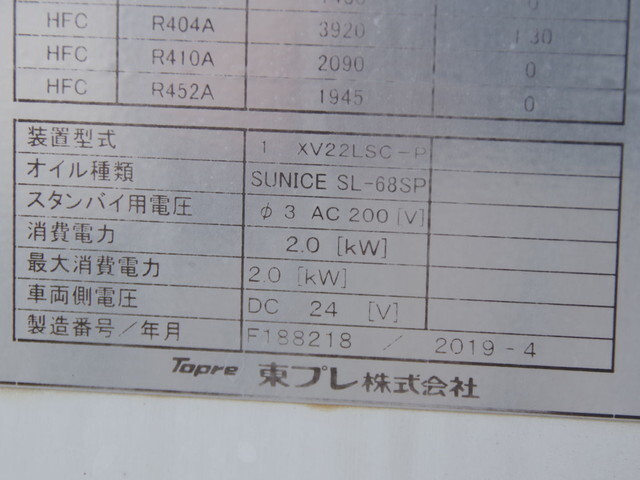 HFC R404A 3920 1.30
HFC R410A 2090 0
HFC R452A 1945 0
装置型式 1 XV22LSC-P
オイル種類 SUNICE SL-68SP
スタンバイ用電圧 φ3 AC 200 [V]
消費電力 2.0 [kW]
最大消費電力 2.0 [kW]
車両側電圧 DC 24 [V]
製造番号/年月 F188218 / 2019-4
Topre 東プレ株式会社